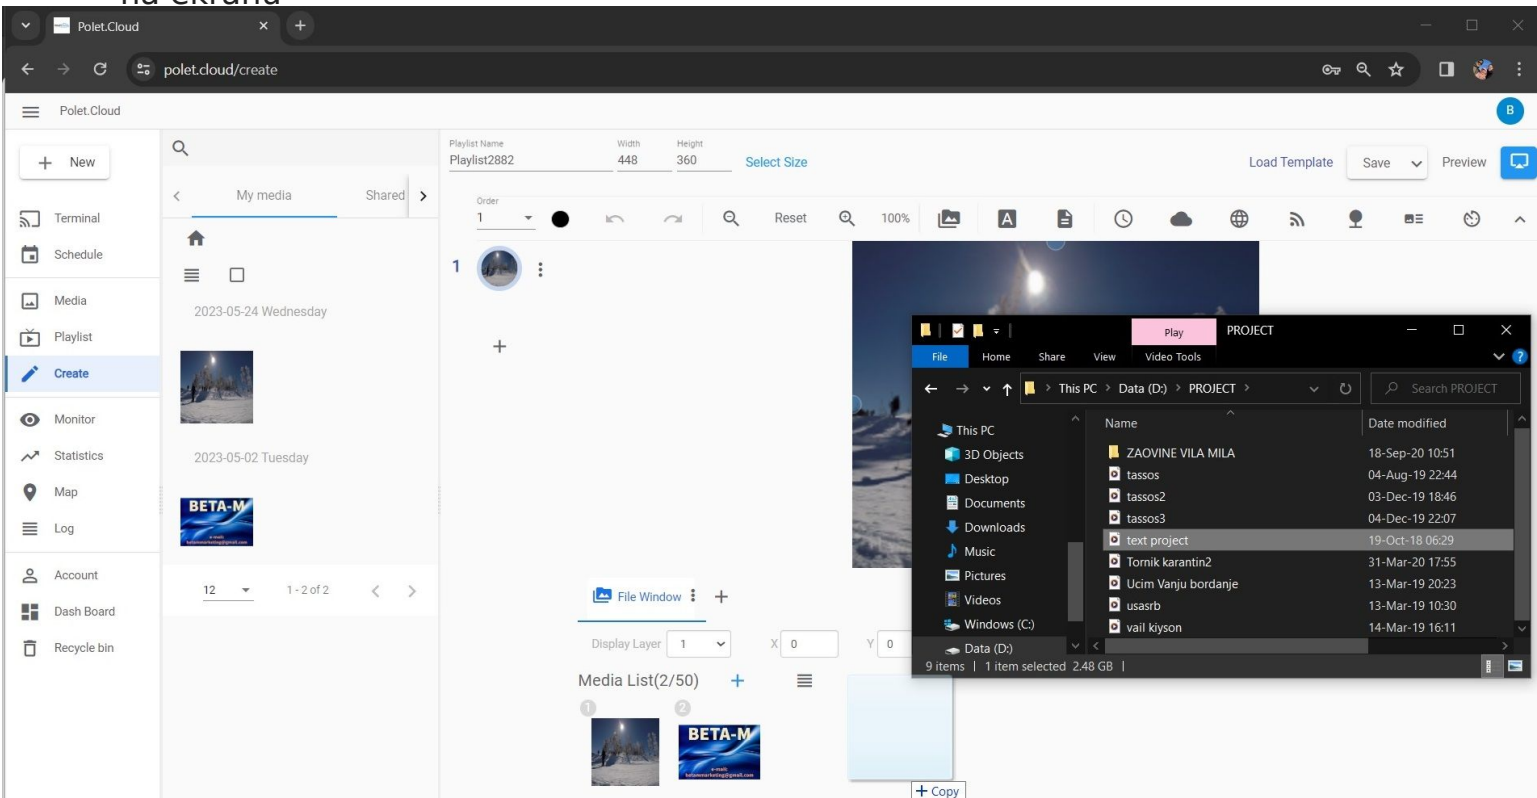 na ekranu
Polet.Cloud
polet.cloud/create
Polet.Cloud
B
New
Terminal
Schedule
Media
Playlist
Create
Monitor
Statistics
Map
Log
Account
Dash Board
Recycle bin
My media
Shared
2023-05-24 Wednesday
2023-05-02 Tuesday
BETA-M
12
1 - 2 of 2
Playlist Name
Playlist2882
Width
448
Height
360
Select Size
Load Template
Save
Preview
Order
1
Reset
100%
A
1
File Window
Display Layer
1
X 0
Y 0
Media List(2/50)
1
2
BETA-M
e-mail:
betammarketing@gmail.com
+ Copy
Play
PROJECT
File
Home
Share
View
Video Tools
This PC > Data (D:) > PROJECT >
Search PROJECT
This PC
3D Objects
Desktop
Documents
Downloads
Music
Pictures
Videos
Windows (C:)
Data (D:)
Name Date modified
ZAOVINE VILA MILA 18-Sep-20 10:51
tassos 04-Aug-19 22:44
tassos2 03-Dec-19 18:46
tassos3 04-Dec-19 22:07
text project 19-Oct-18 06:29
Tornik karantin2 31-Mar-20 17:55
Ucim Vanju bordanje 13-Mar-19 20:23
usasrb 13-Mar-19 10:30
vail kiyson 14-Mar-19 16:11
9 items | 1 item selected 2.48 GB |